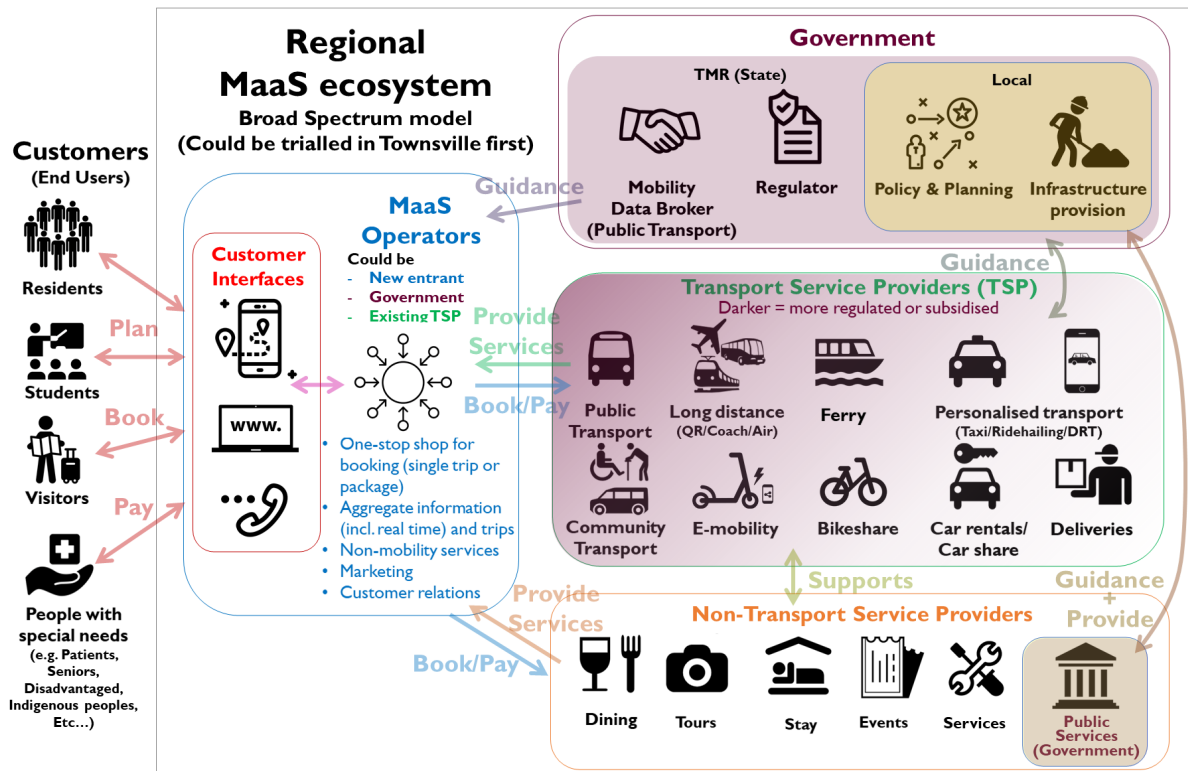 Regional
MaaS ecosystem
Broad Spectrum model
(Could be trialled in Townsville first)
Customers
(End Users)
Residents
Students
Visitors
People with
special needs
(e.g. Patients,
Seniors,
Disadvantaged,
Indigenous peoples,
Etc...)
Plan
Book
Pay
Customer
Interfaces
www.
MaaS
Operators
Could be
- New entrant
- Government
- Existing TSP
• One-stop shop for
booking (single trip or
package)
• Aggregate information
(incl. real time) and trips
• Non-mobility services
• Marketing
• Customer relations
Guidance
Provide
Services
Book/Pay
Provide
Services
Book/Pay
Government
TMR (State)
Mobility
Data Broker
(Public Transport)
Regulator
Local
Policy & Planning
Infrastructure
provision
Guidance
Transport Service Providers (TSP)
Darker = more regulated or subsidised
Public
Transport
Long distance
(QR/Coach/Air)
Ferry
Personalised transport
(Taxi/Ridehailing/DRT)
Community
Transport
E-mobility
Bikeshare
Car rentals/
Car share
Deliveries
Supports
Guidance
+
Provide
Non-Transport Service Providers
Dining
Tours
Stay
Events
Services
Public
Services
(Government)